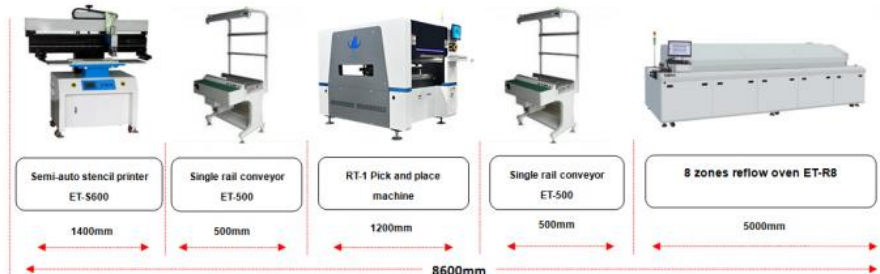 Semi-auto stencil printer
ET-S600
Single rail conveyor
ET-500
RT-1 Pick and place
machine
Single rail conveyor
ET-500
8 zones reflow oven ET-R8
1400mm
500mm
1200mm
500mm
5000mm
8600mm